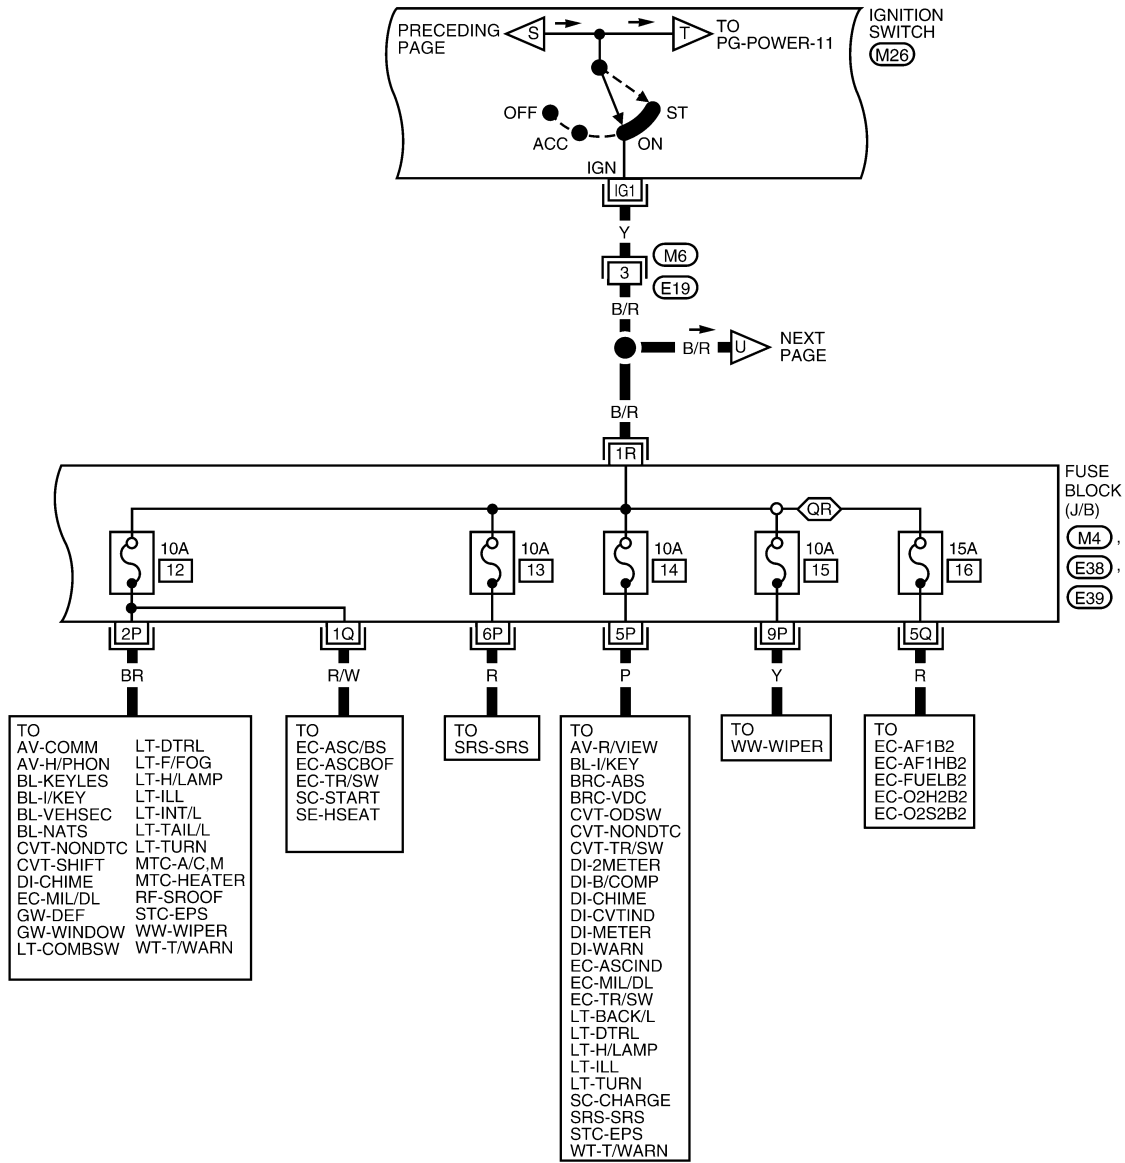 PRECEDING
PAGE
S
T
TO
PG-POWER-11
IGNITION
SWITCH
M26
OFF
ACC
ST
ON
IGN
IG1
Y
3
M6
E19
B/R
B/R
U
NEXT
PAGE
B/R
1R
FUSE
BLOCK
(J/B)
M4 ,
E38 ,
E39
QR
10A
12
10A
13
10A
14
10A
15
15A
16
2P
1Q
6P
5P
9P
5Q
BR
R/W
R
P
Y
R
TO
AV-COMM
AV-H/PHON
BL-KEYLES
BL-I/KEY
BL-VEHSEC
BL-NATS
CVT-NONDTC
CVT-SHIFT
DI-CHIME
EC-MIL/DL
GW-DEF
GW-WINDOW
LT-COMBSW
LT-DTRL
LT-F/FOG
LT-H/LAMP
LT-ILL
LT-INT/L
LT-TAIL/L
LT-TURN
MTC-A/C,M
MTC-HEATER
RF-SROOF
STC-EPS
WW-WIPER
WT-T/WARN
TO
EC-ASC/BS
EC-ASCBOF
EC-TR/SW
SC-START
SE-HSEAT
TO
SRS-SRS
TO
AV-R/VIEW
BL-I/KEY
BRC-ABS
BRC-VDC
CVT-ODSW
CVT-NONDTC
CVT-TR/SW
DI-2METER
DI-B/COMP
DI-CHIME
DI-CVTIND
DI-METER
DI-WARN
EC-ASCIND
EC-MIL/DL
EC-TR/SW
LT-BACK/L
LT-DTRL
LT-H/LAMP
LT-ILL
LT-TURN
SC-CHARGE
SRS-SRS
STC-EPS
WT-T/WARN
TO
WW-WIPER
TO
EC-AF1B2
EC-AF1HB2
EC-FUELB2
EC-O2H2B2
EC-O2S2B2